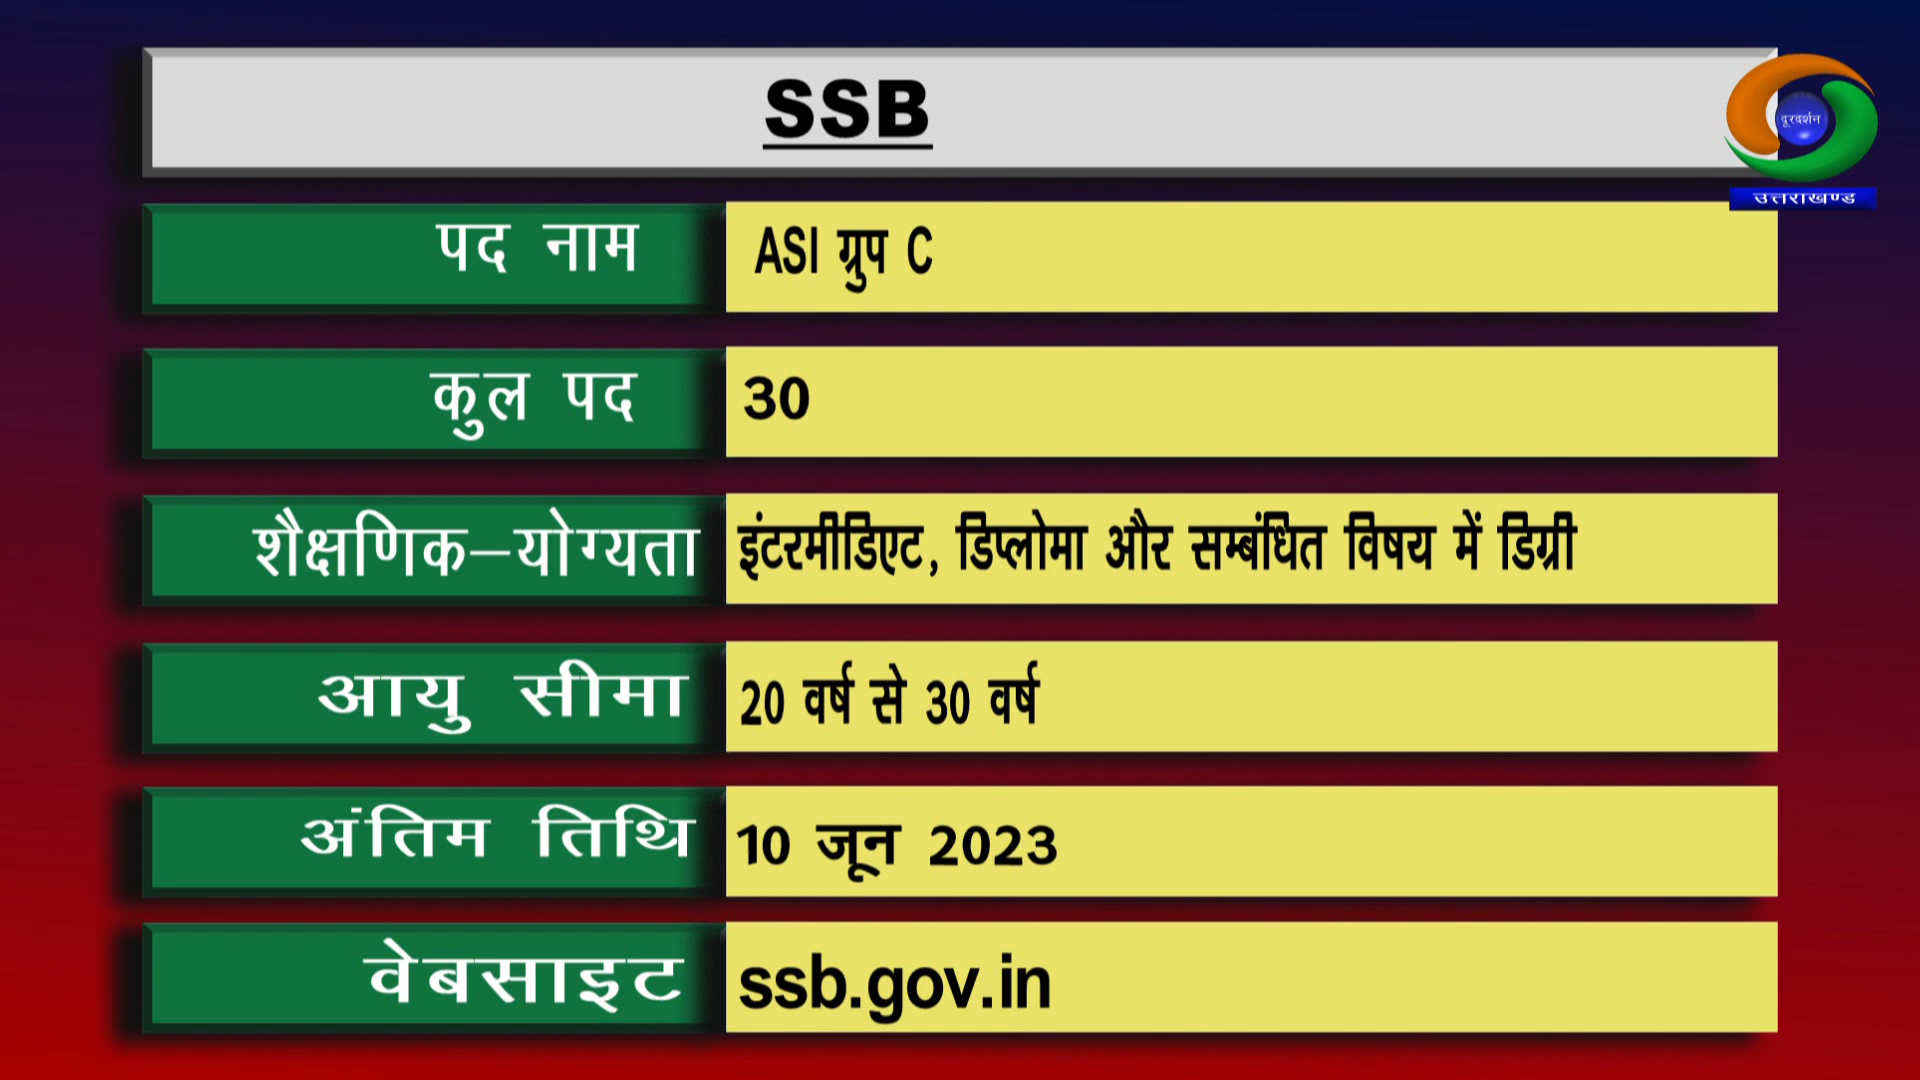 SSB
दूरदर्शन
उत्तराखण्ड
पद नाम
ASI ग्रुप C
कुल पद
30
शैक्षणिक-योग्यता
इंटरमीडिएट, डिप्लोमा और सम्बंधित विषय में डिग्री
आयु सीमा
20 वर्ष से 30 वर्ष
अंतिम तिथि
10 जून 2023
वेबसाइट
ssb.gov.in